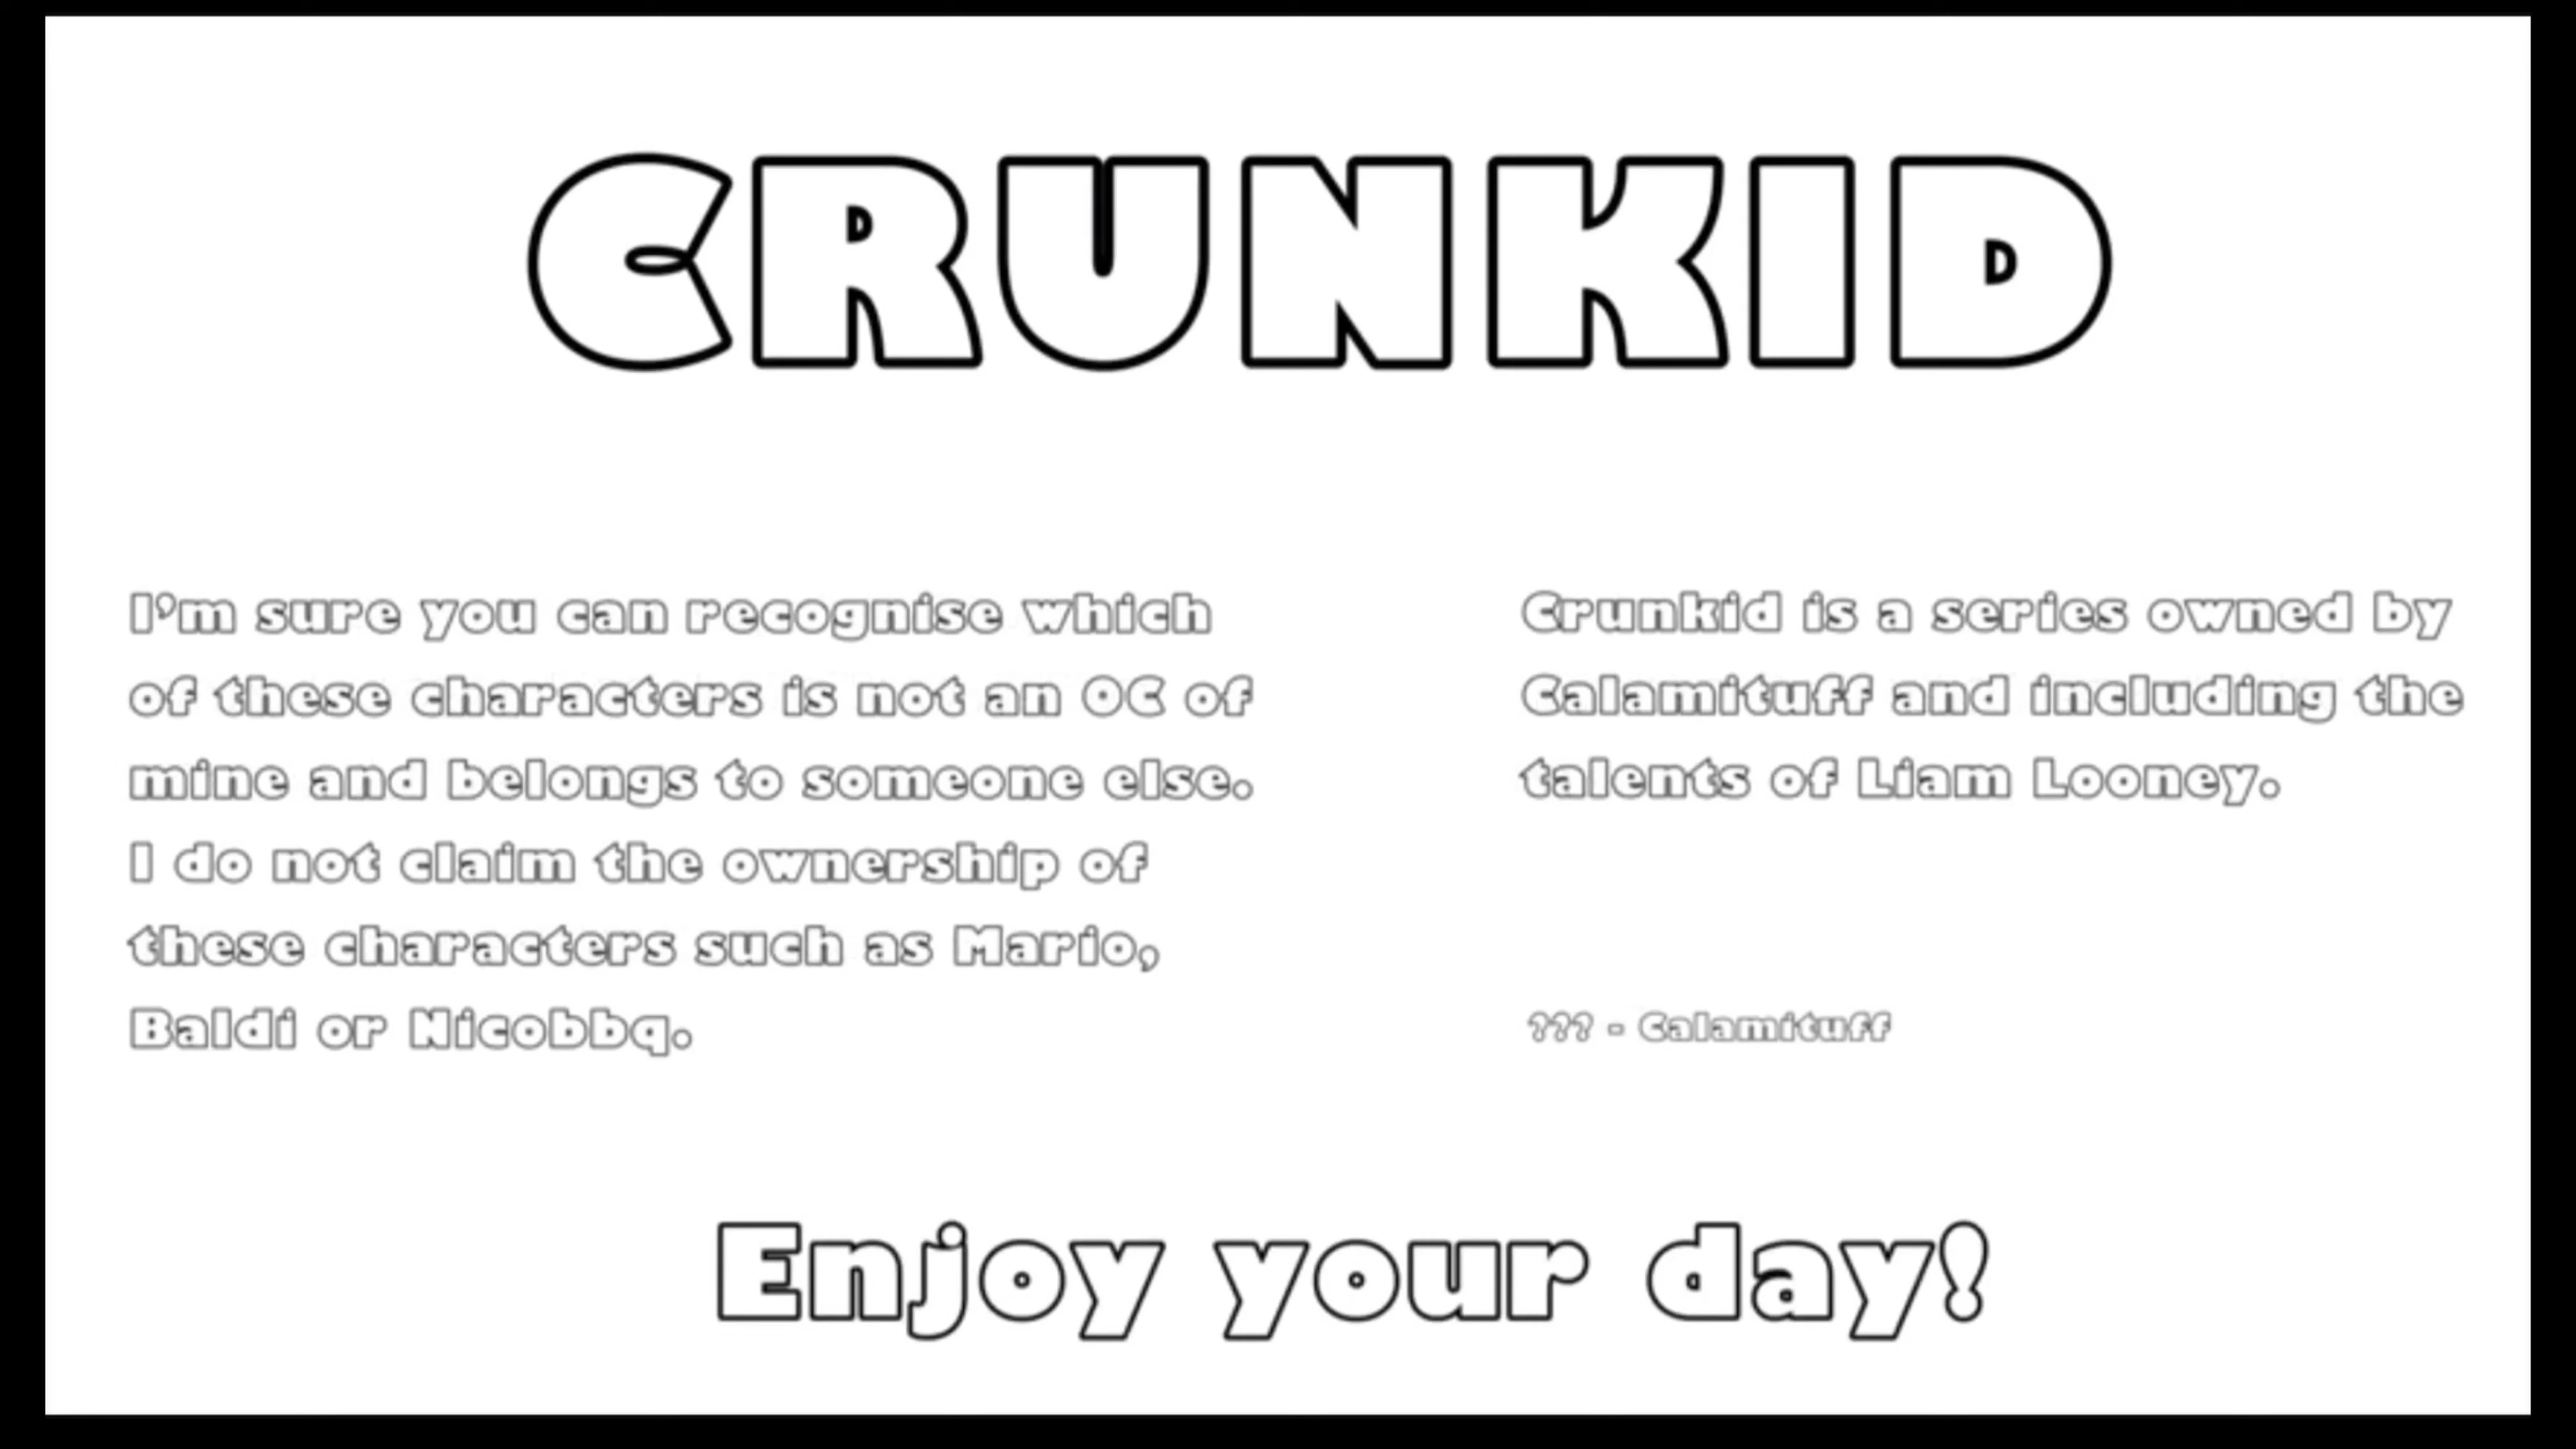 CRUNKID
I'm sure you can recognise which
of these characters is not an OC of
mine and belongs to someone else.
I do not claim the ownership of
these characters such as Mario,
Baldi or Nicobbq.
Crunkid is a series owned by
Calamituff and including the
talents of Liam Looney.
??? - Calamituff
Enjoy your day!